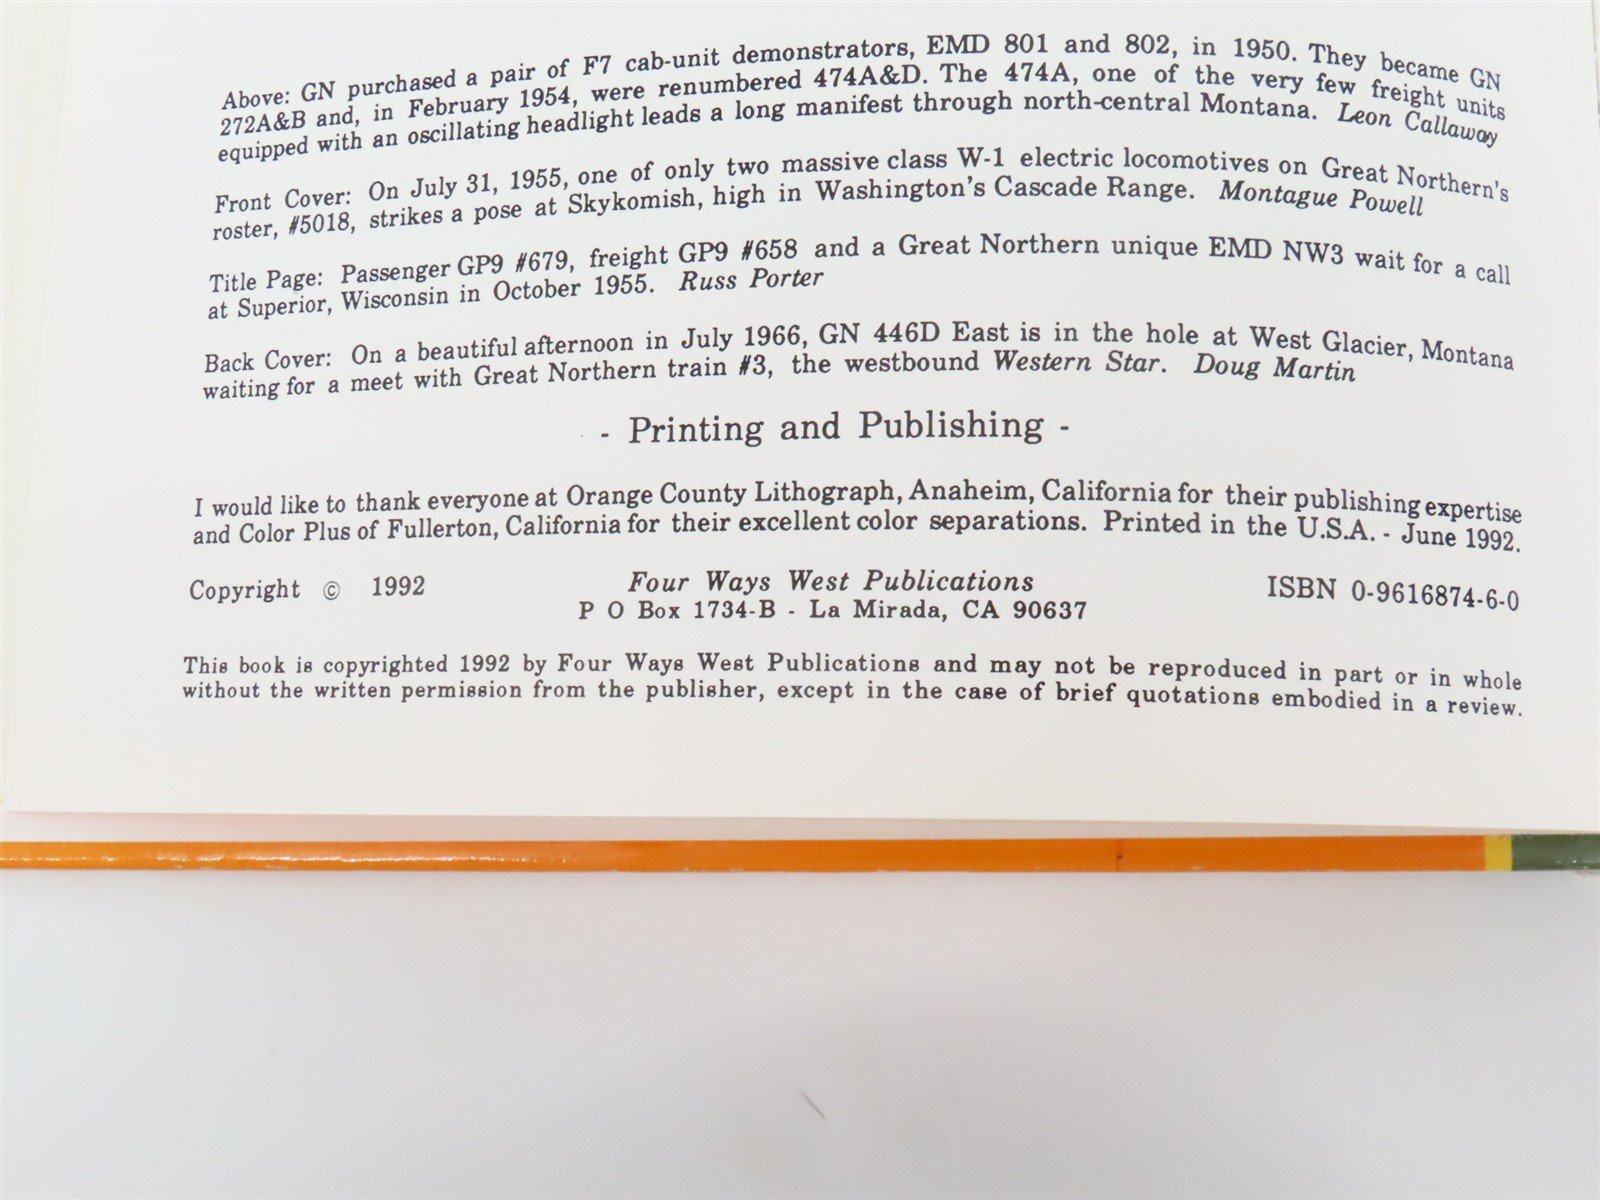 Above: GN purchased a pair of F7 cab-unit demonstrators, EMD 801 and 802, in 1950. They became GN
272A&B and, in February 1954, were renumbered 474A&D. The 474A, one of the very few freight units
equipped with an oscillating headlight leads a long manifest through north-central Montana. Leon Callaway
Front Cover: On July 31, 1955, one of only two massive class W-1 electric locomotives on Great Northern's
roster, #5018, strikes a pose at Skykomish, high in Washington's Cascade Range. Montague Powell
Title Page: Passenger GP9 #679, freight GP9 #658 and a Great Northern unique EMD NW3 wait for a call
at Superior, Wisconsin in October 1955. Russ Porter
Back Cover: On a beautiful afternoon in July 1966, GN 446D East is in the hole at West Glacier, Montana
waiting for a meet with Great Northern train #3, the westbound Western Star. Doug Martin
- Printing and Publishing -
I would like to thank everyone at Orange County Lithograph, Anaheim, California for their publishing expertise
and Color Plus of Fullerton, California for their excellent color separations. Printed in the U.S.A. - June 1992.
Copyright © 1992 Four Ways West Publications ISBN 0-9616874-6-0
P O Box 1734-B - La Mirada, CA 90637
This book is copyrighted 1992 by Four Ways West Publications and may not be reproduced in part or in whole
without the written permission from the publisher, except in the case of brief quotations embodied in a review.